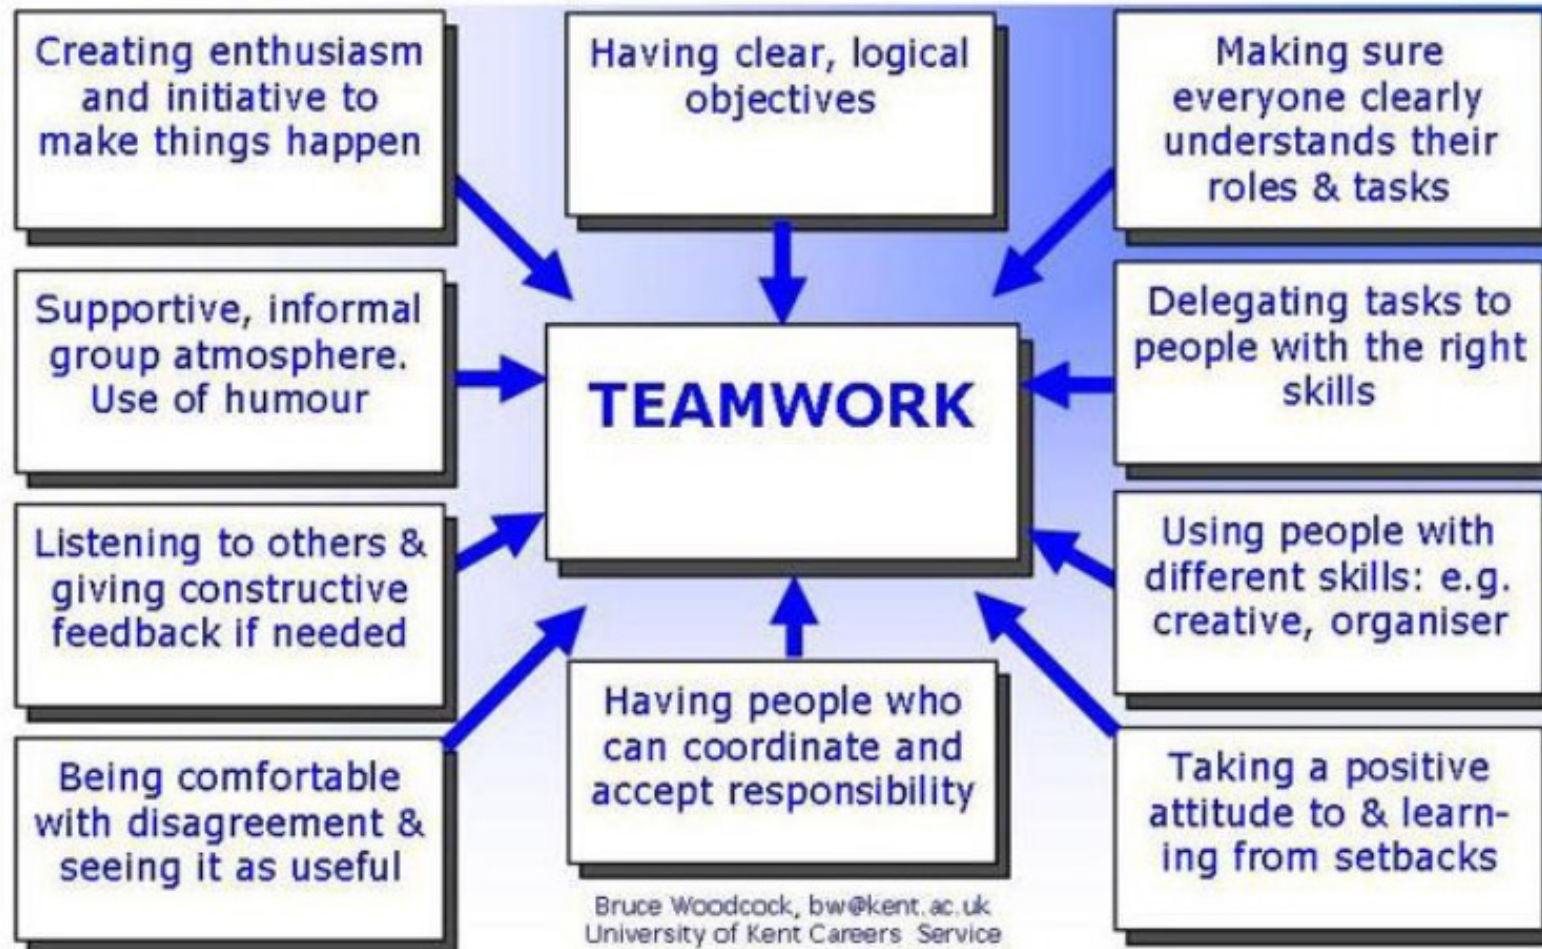 Creating enthusiasm
and initiative to
make things happen
Having clear, logical
objectives
Making sure
everyone clearly
understands their
roles & tasks
Supportive, informal
group atmosphere.
Use of humour
TEAMWORK
Delegating tasks to
people with the right
skills
Listening to others &
giving constructive
feedback if needed
Using people with
different skills: e.g.
creative, organiser
Being comfortable
with disagreement &
seeing it as useful
Having people who
can coordinate and
accept responsibility
Taking a positive
attitude to & learn-
ing from setbacks
Bruce Woodcock, bw@kent.ac.uk
University of Kent Careers Service